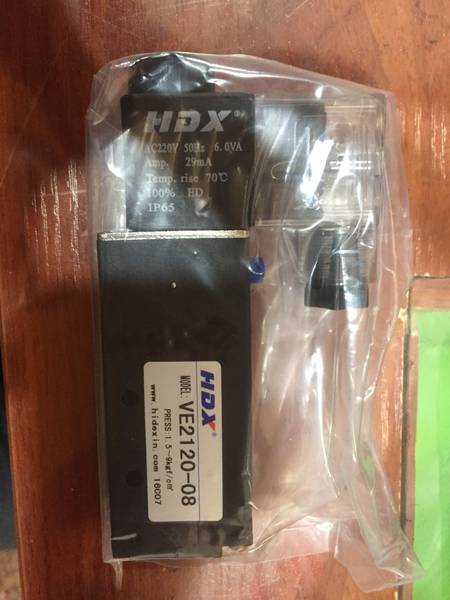 HDX®
AC220V 50Hz 6.0VA
Amp. 29mA
Temp. rise 70℃
100% ED
IP65
HDX®
MODEL: VE2120-08
PRESS:1.5~9kgf/cm²
www.hidexin.com 16C07